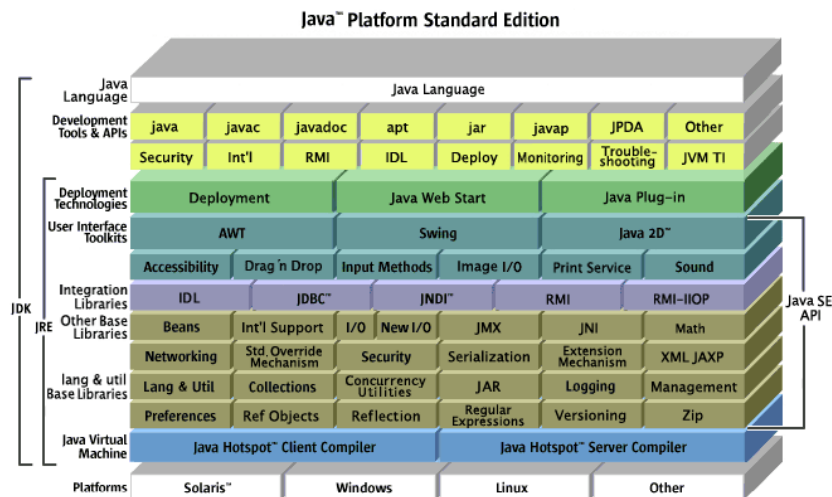 Java™ Platform Standard Edition
Java Language
Java Language
Development Tools & APIs
java javac javadoc apt jar javap JPDA Other
Security Int'l RMI IDL Deploy Monitoring Trouble-shooting JVM TI
Deployment Technologies
Deployment Java Web Start Java Plug-in
User Interface Toolkits
AWT Swing Java 2D™
Accessibility Drag'n Drop Input Methods Image I/O Print Service Sound
Integration Libraries
IDL JDBC™ JNDI™ RMI RMI-IIOP
Other Base Libraries
Beans Int'l Support I/O New I/O JMX JNI Math
Networking Std. Override Mechanism Security Serialization Extension Mechanism XML JAXP
lang & util Base Libraries
Lang & Util Collections Concurrency Utilities JAR Logging Management
Preferences Ref Objects Reflection Regular Expressions Versioning Zip
Java Virtual Machine
Java Hotspot™ Client Compiler Java Hotspot™ Server Compiler
Platforms
Solaris™ Windows Linux Other
JDK
JRE
Java SE API